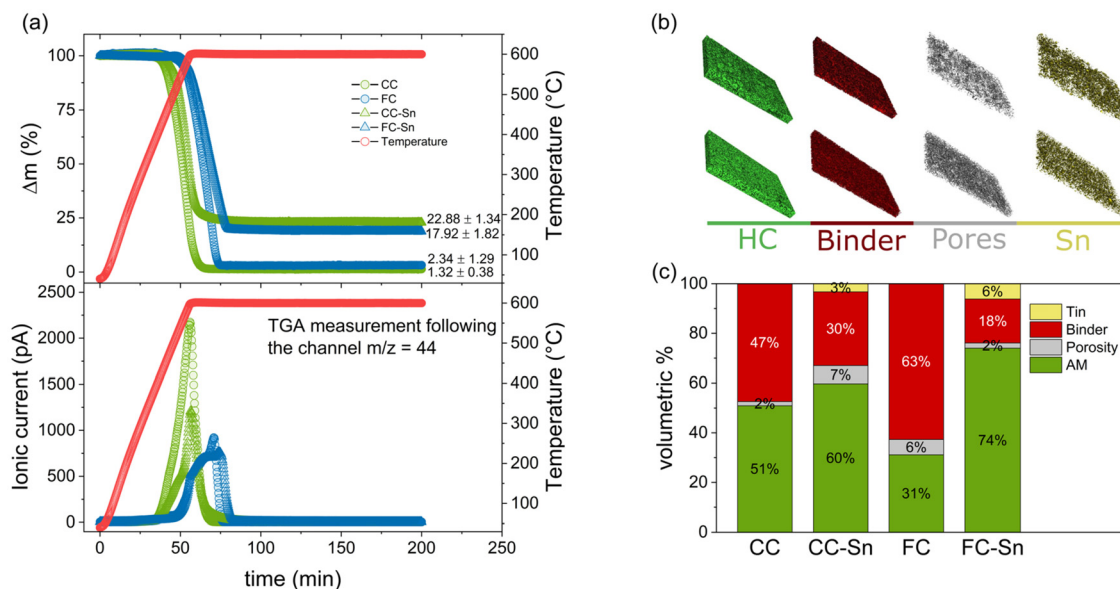 (a)
100
75
50
25
0
Δm (%)
CC
FC
CC-Sn
FC-Sn
Temperature
600
500
400
300
200
100
Temperature (°C)
22.88 ± 1.34
17.92 ± 1.82
2.34 ± 1.29
1.32 ± 0.38
2500
2000
1500
1000
500
0
Ionic current (pA)
TGA measurement following
the channel m/z = 44
600
500
400
300
200
100
Temperature (°C)
0 50 100 150 200 250
time (min)
(b)
HC Binder Pores Sn
(c)
100
80
60
40
20
0
volumetric %
47%
2%
51%
3%
30%
7%
60%
63%
6%
31%
6%
18%
2%
74%
Tin
Binder
Porosity
AM
CC CC-Sn FC FC-Sn